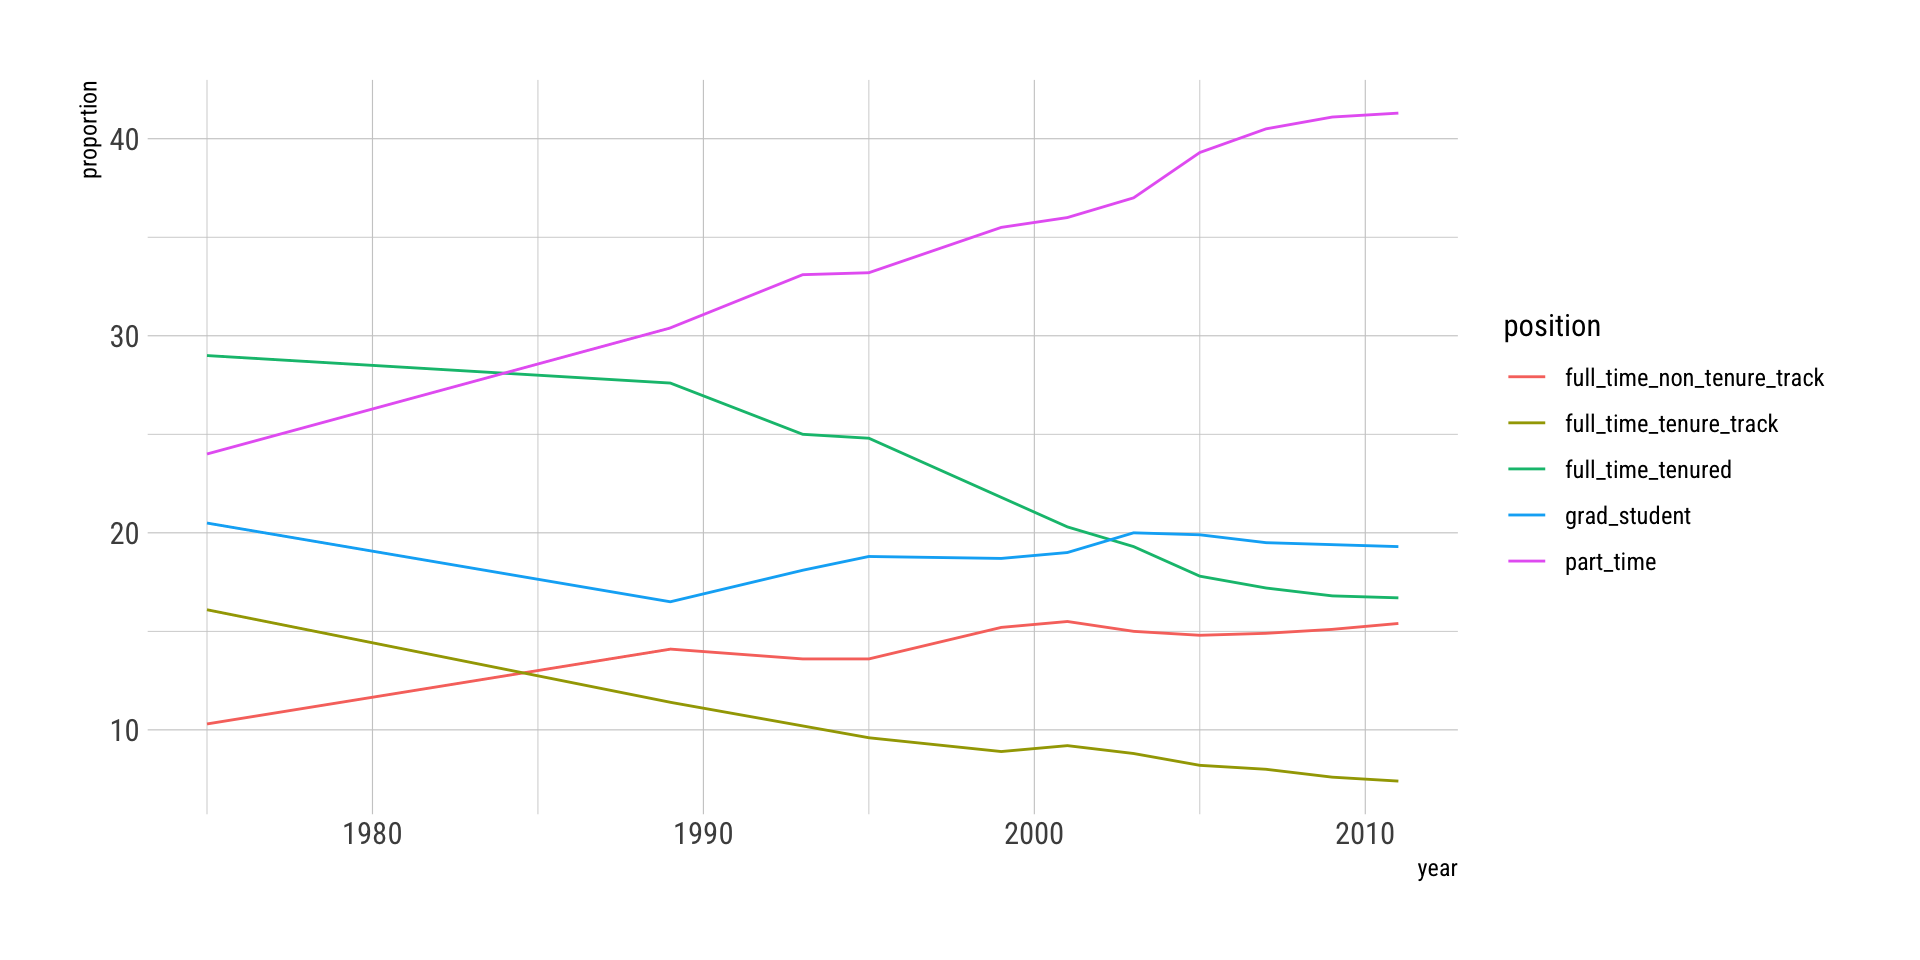 proportion
40
30
20
10
1980
1990
2000
2010
year
position
full_time_non_tenure_track
full_time_tenure_track
full_time_tenured
grad_student
part_time